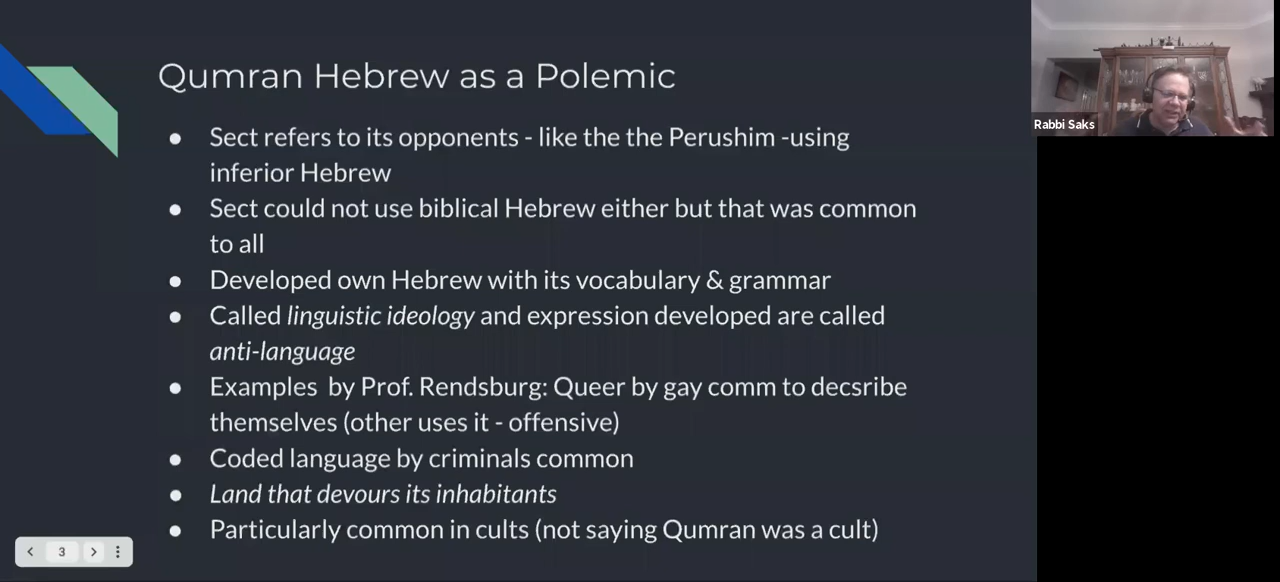 Qumran Hebrew as a Polemic
● Sect refers to its opponents - like the the Perushim -using
inferior Hebrew
● Sect could not use biblical Hebrew either but that was common
to all
● Developed own Hebrew with its vocabulary & grammar
● Called linguistic ideology and expression developed are called
anti-language
● Examples by Prof. Rendsburg: Queer by gay comm to decsribe
themselves (other uses it - offensive)
● Coded language by criminals common
● Land that devours its inhabitants
● Particularly common in cults (not saying Qumran was a cult)
3
Rabbi Saks